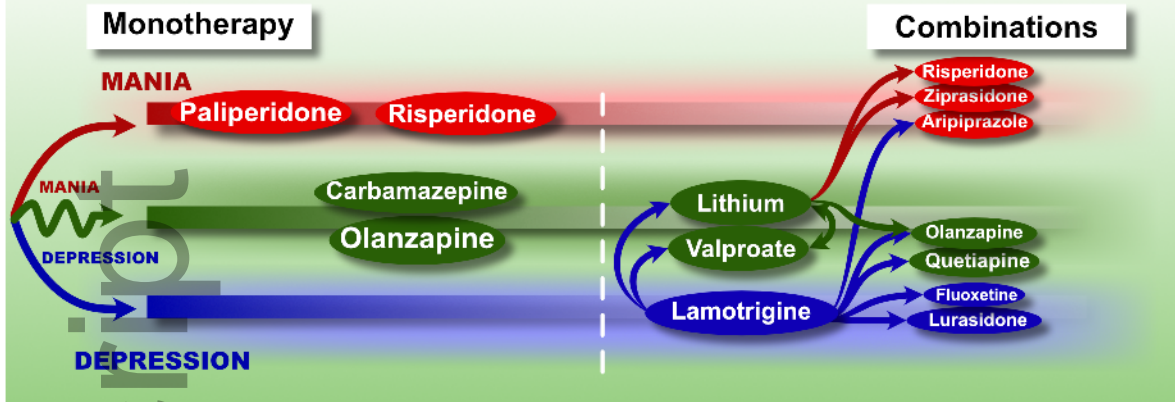 Monotherapy
Combinations
MANIA
Paliperidone
Risperidone
Risperidone
Ziprasidone
Aripiprazole
MANIA
DEPRESSION
Carbamazepine
Olanzapine
Lithium
Valproate
Lamotrigine
Olanzapine
Quetiapine
Fluoxetine
Lurasidone
DEPRESSION
ript